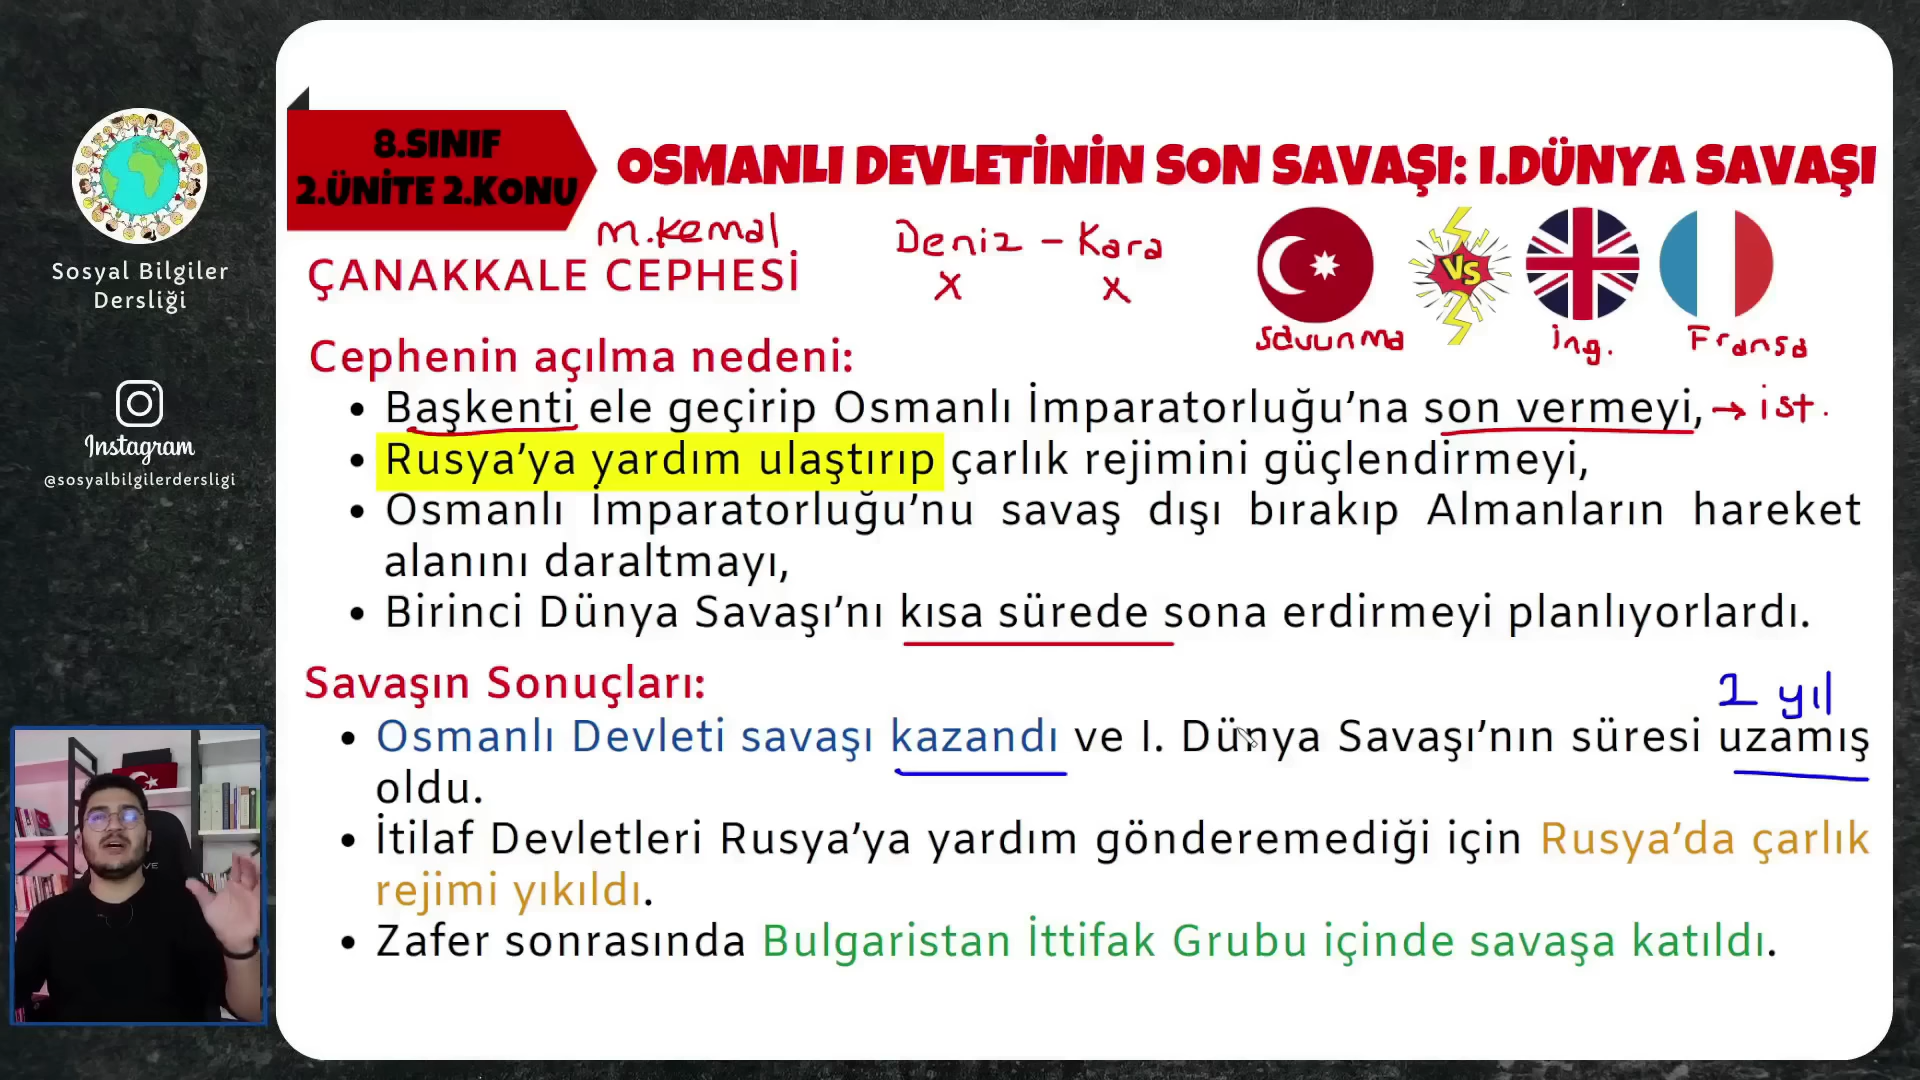 8.SINIF
2.ÜNİTE 2.KONU
OSMANLI DEVLETİNİN SON SAVAŞI: I.DÜNYA SAVAŞI
M.Kemal
Deniz - Kara
X X
ÇANAKKALE CEPHESİ
VS
Savunma
ing.
Fransa
Cephenin açılma nedeni:
• Başkenti ele geçirip Osmanlı İmparatorluğu’na son vermeyi, → ist.
• Rusya’ya yardım ulaştırıp çarlık rejimini güçlendirmeyi,
• Osmanlı İmparatorluğu’nu savaş dışı bırakıp Almanların hareket
alanını daraltmayı,
• Birinci Dünya Savaşı’nı kısa sürede sona erdirmeyi planlıyorlardı.
Savaşın Sonuçları:
2 yıl
• Osmanlı Devleti savaşı kazandı ve I. Dünya Savaşı’nın süresi uzamış
oldu.
• İtilaf Devletleri Rusya’ya yardım gönderemediği için Rusya’da çarlık
rejimi yıkıldı.
• Zafer sonrasında Bulgaristan İttifak Grubu içinde savaşa katıldı.
Sosyal Bilgiler
Dersliği
Instagram
@sosyalbilgilerdersligi